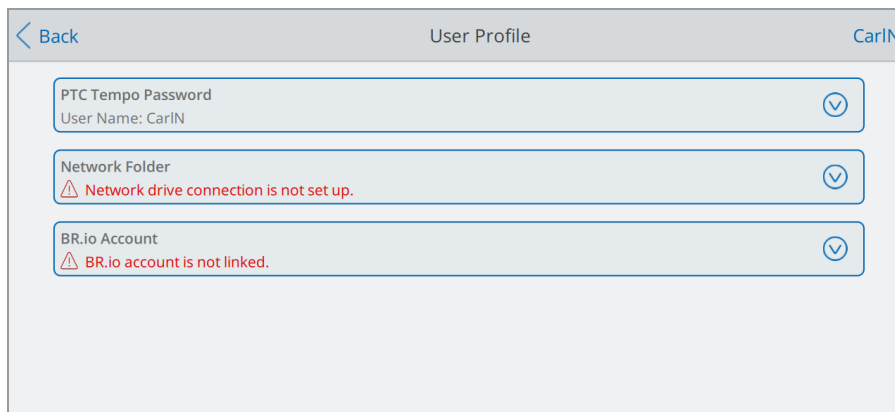 Back
User Profile
CarlN
PTC Tempo Password
User Name: CarlN
Network Folder
Network drive connection is not set up.
BR.io Account
BR.io account is not linked.